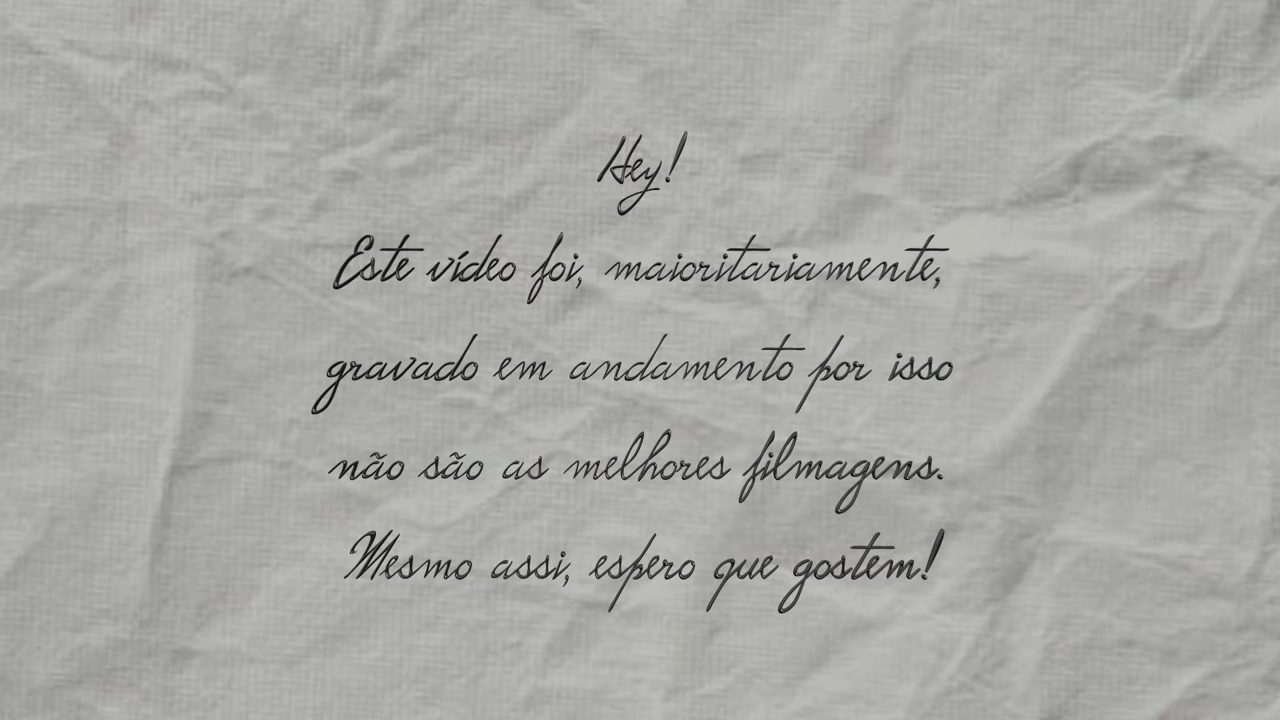 Hey!
Este vídeo foi, maioritariamente,
gravado em andamento por isso
não são as melhores filmagens.
Mesmo assi, espero que gostem!